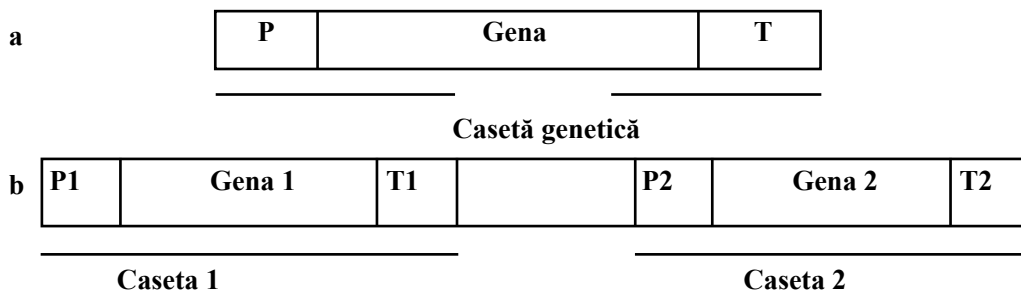 a P Gena T
Casetă genetică
b P1 Gena 1 T1 P2 Gena 2 T2
Caseta 1 Caseta 2